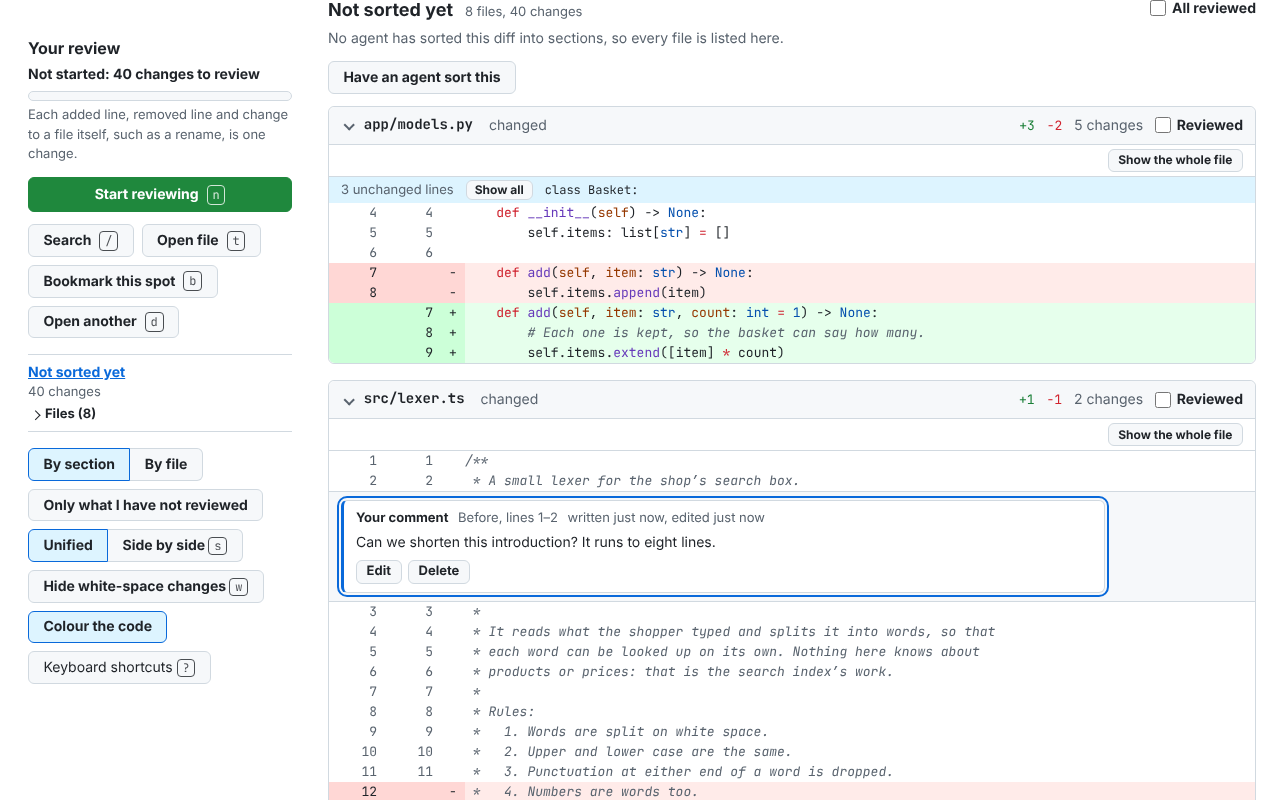 Your review
Not started: 40 changes to review
Each added line, removed line and change
to a file itself, such as a rename, is one
change.
Start reviewing n
Search /
Open file t
Bookmark this spot b
Open another d
Not sorted yet
40 changes
Files (8)
By section
By file
Only what I have not reviewed
Unified
Side by side s
Hide white-space changes w
Colour the code
Keyboard shortcuts ?
Not sorted yet 8 files, 40 changes
All reviewed
No agent has sorted this diff into sections, so every file is listed here.
Have an agent sort this
app/models.py changed +3 -2 5 changes Reviewed
Show the whole file
3 unchanged lines Show all class Basket:
4 4 def __init__(self) -> None:
5 5 self.items: list[str] = []
6 6
7 - def add(self, item: str) -> None:
8 - self.items.append(item)
7 + def add(self, item: str, count: int = 1) -> None:
8 + # Each one is kept, so the basket can say how many.
9 + self.items.extend([item] * count)
src/lexer.ts changed +1 -1 2 changes Reviewed
Show the whole file
1 1 /**
2 2 * A small lexer for the shop’s search box.
Your comment Before, lines 1–2 written just now, edited just now
Can we shorten this introduction? It runs to eight lines.
Edit Delete
3 3 *
4 4 * It reads what the shopper typed and splits it into words, so that
5 5 * each word can be looked up on its own. Nothing here knows about
6 6 * products or prices: that is the search index’s work.
7 7 *
8 8 * Rules:
9 9 * 1. Words are split on white space.
10 10 * 2. Upper and lower case are the same.
11 11 * 3. Punctuation at either end of a word is dropped.
12 - * 4. Numbers are words too.